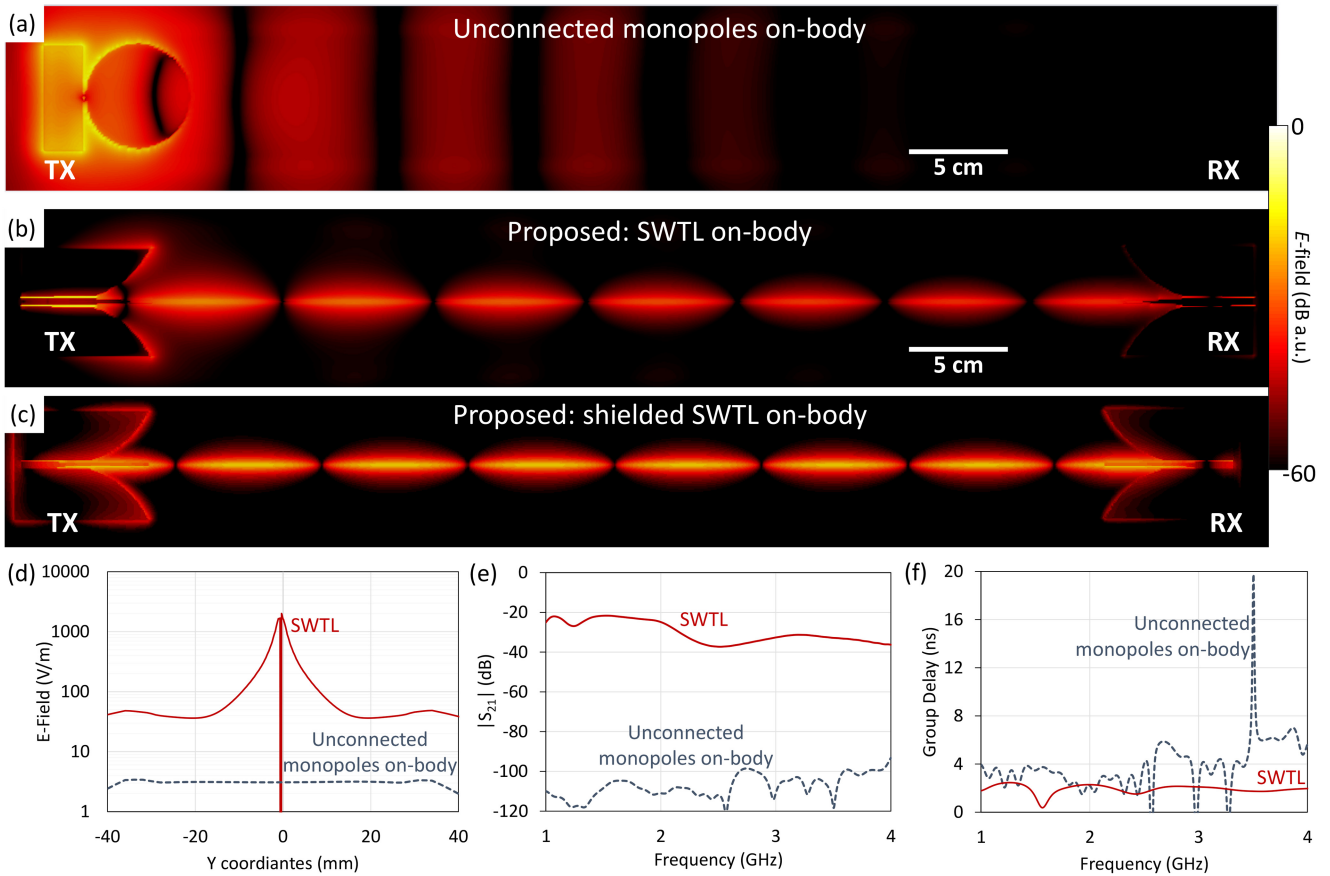 (a)
Unconnected monopoles on-body
TX
5 cm
RX
(b)
Proposed: SWTL on-body
TX
5 cm
RX
(c)
Proposed: shielded SWTL on-body
TX
RX
0
E-field (dB a.u.)
-60
(d)
10000
1000
100
10
1
E-Field (V/m)
SWTL
Unconnected
monopoles on-body
-40
-20
0
20
40
Y coordiantes (mm)
(e)
0
-20
-40
-60
-80
-100
-120
|S21| (dB)
SWTL
Unconnected
monopoles on-body
1
2
3
4
Frequency (GHz)
(f)
20
16
12
8
4
0
Group Delay (ns)
Unconnected
monopoles on-body
SWTL
1
2
3
4
Frequency (GHz)